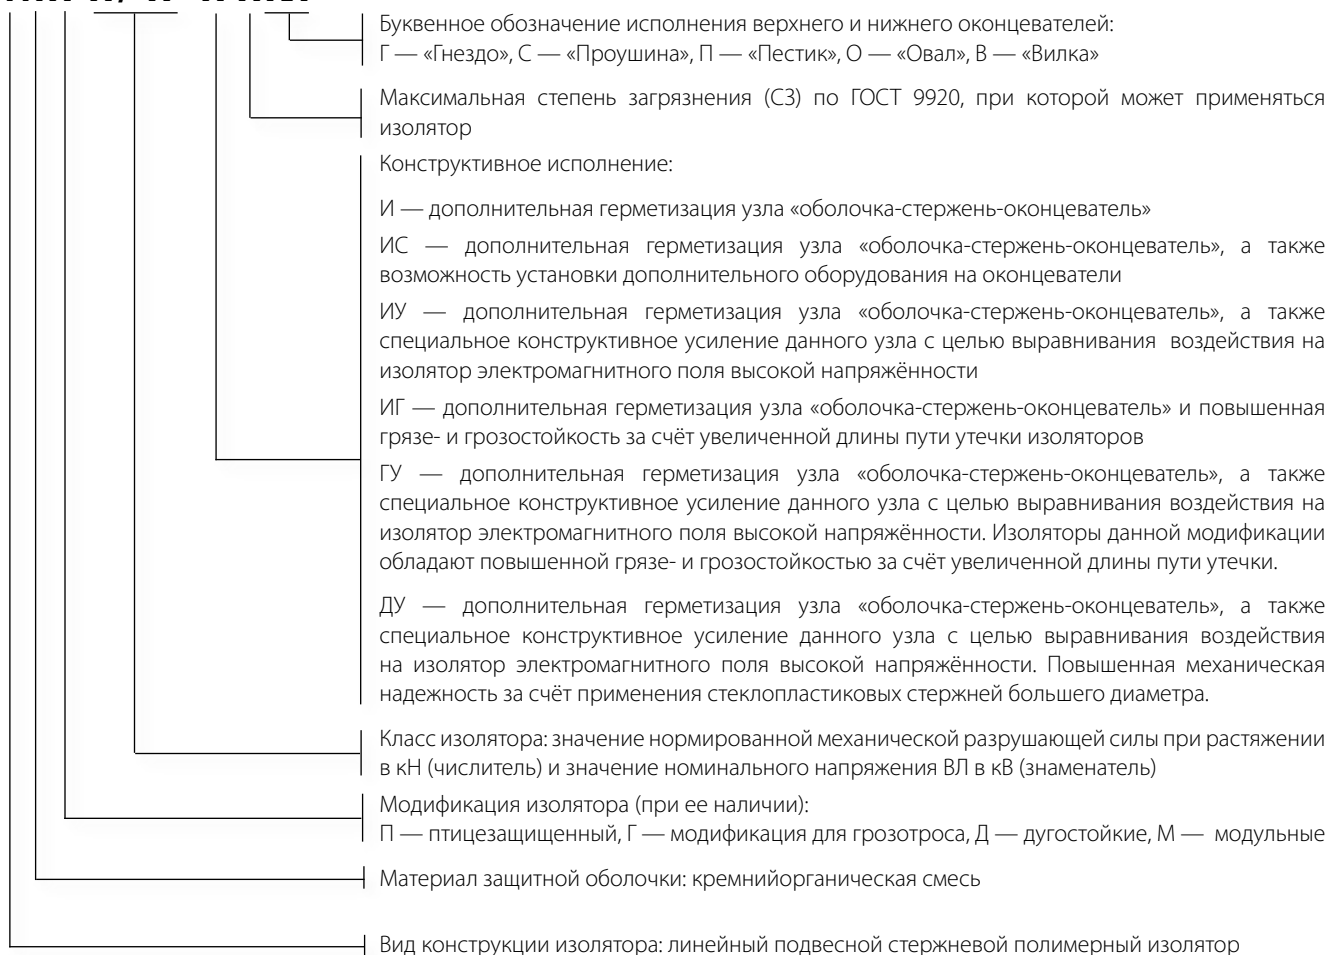 Буквенное обозначение исполнения верхнего и нижнего оконцевателей:
Г — «Гнездо», С — «Проушина», П — «Пестик», О — «Овал», В — «Вилка»
Максимальная степень загрязнения (СЗ) по ГОСТ 9920, при которой может применяться
изолятор
Конструктивное исполнение:
И — дополнительная герметизация узла «оболочка-стержень-оконцеватель»
ИС — дополнительная герметизация узла «оболочка-стержень-оконцеватель», а также
возможность установки дополнительного оборудования на оконцеватели
ИУ — дополнительная герметизация узла «оболочка-стержень-оконцеватель», а также
специальное конструктивное усиление данного узла с целью выравнивания воздействия на
изолятор электромагнитного поля высокой напряжённости
ИГ — дополнительная герметизация узла «оболочка-стержень-оконцеватель» и повышенная
грязе- и грозостойкость за счёт увеличенной длины пути утечки изоляторов
ГУ — дополнительная герметизация узла «оболочка-стержень-оконцеватель», а также
специальное конструктивное усиление данного узла с целью выравнивания воздействия на
изолятор электромагнитного поля высокой напряжённости. Изоляторы данной модификации
обладают повышенной грязе- и грозостойкостью за счёт увеличенной длины пути утечки.
ДУ — дополнительная герметизация узла «оболочка-стержень-оконцеватель», а также
специальное конструктивное усиление данного узла с целью выравнивания воздействия
на изолятор электромагнитного поля высокой напряжённости. Повышенная механическая
надежность за счёт применения стеклопластиковых стержней большего диаметра.
Класс изолятора: значение нормированной механической разрушающей силы при растяжении
в кН (числитель) и значение номинального напряжения ВЛ в кВ (знаменатель)
Модификация изолятора (при ее наличии):
П — птицезащищенный, Г — модификация для грозотроса, Д — дугостойкие, М — модульные
Материал защитной оболочки: кремнийорганическая смесь
Вид конструкции изолятора: линейный подвесной стержневой полимерный изолятор